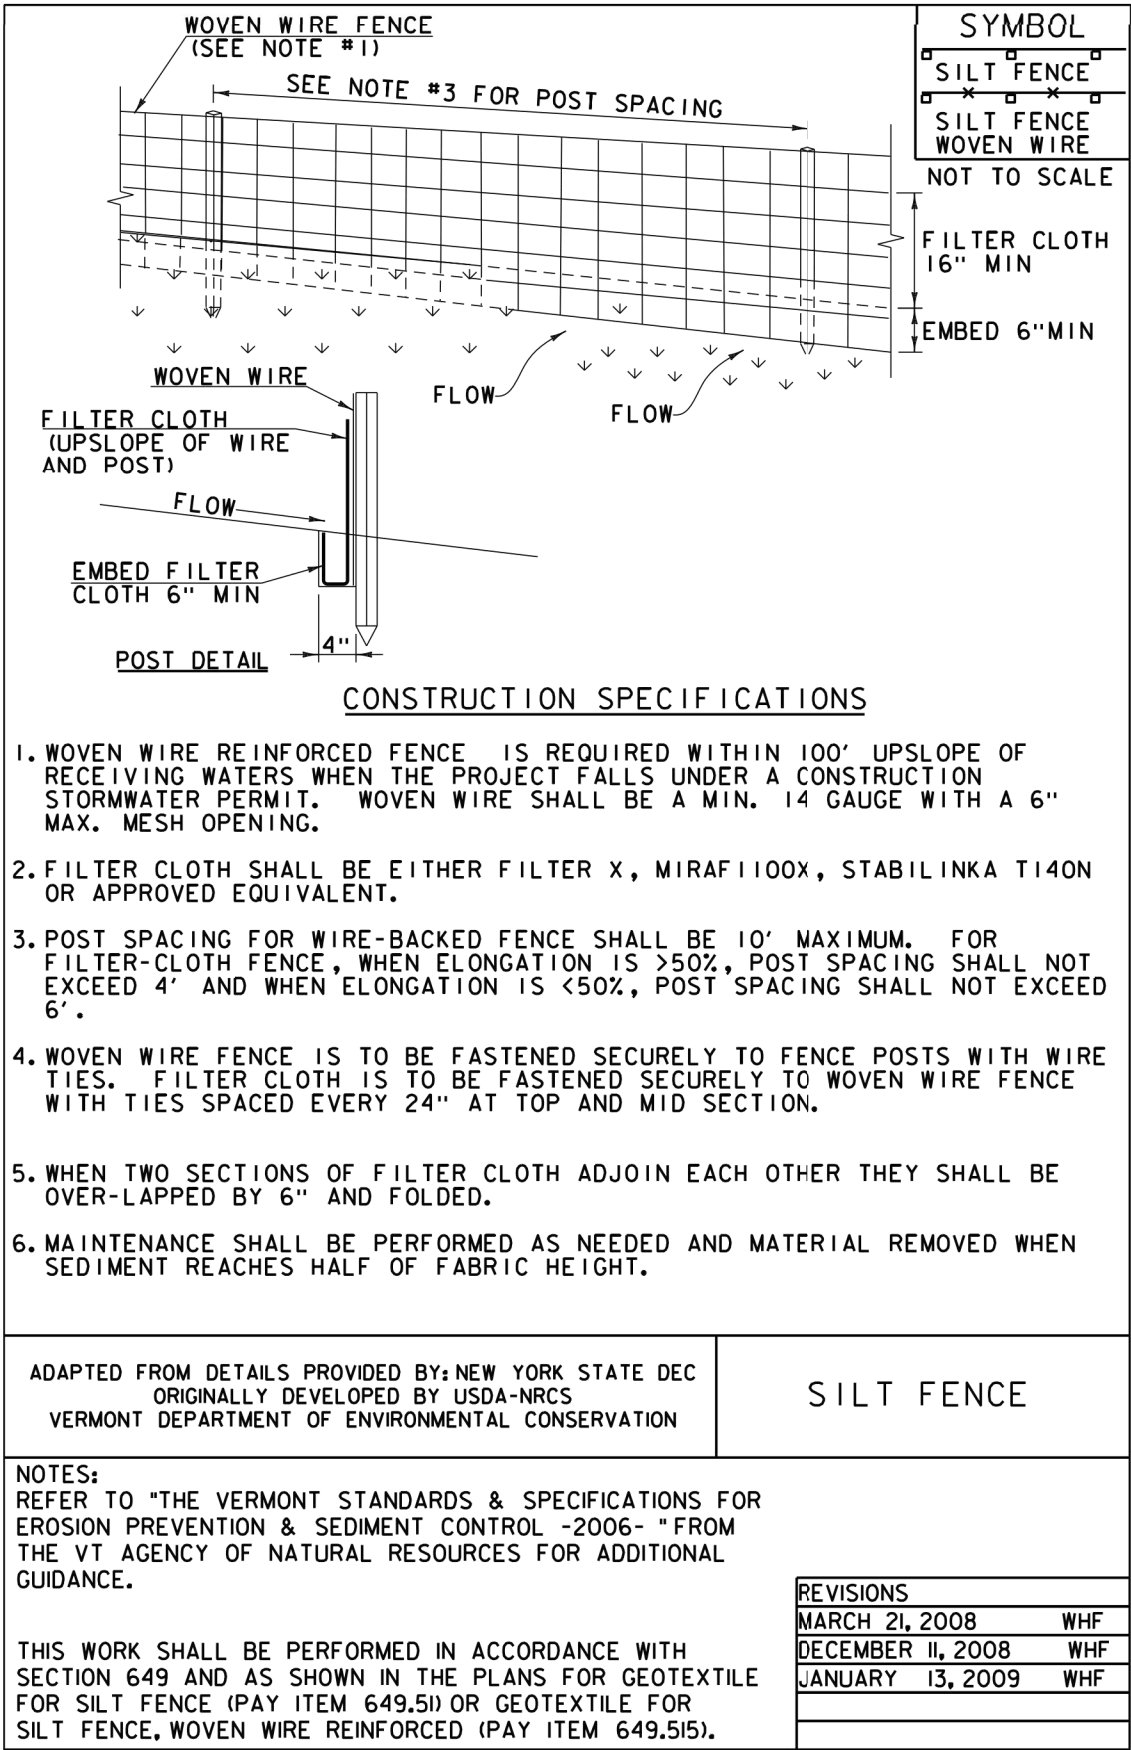 WOVEN WIRE FENCE
(SEE NOTE #1)
SEE NOTE #3 FOR POST SPACING
SYMBOL
SILT FENCE
SILT FENCE
WOVEN WIRE
NOT TO SCALE
FILTER CLOTH
16" MIN
EMBED 6"MIN
FLOW
FLOW
WOVEN WIRE
FILTER CLOTH
(UPSLOPE OF WIRE
AND POST)
FLOW
EMBED FILTER
CLOTH 6" MIN
4"
POST DETAIL
CONSTRUCTION SPECIFICATIONS
1. WOVEN WIRE REINFORCED FENCE IS REQUIRED WITHIN 100' UPSLOPE OF
RECEIVING WATERS WHEN THE PROJECT FALLS UNDER A CONSTRUCTION
STORMWATER PERMIT. WOVEN WIRE SHALL BE A MIN. 14 GAUGE WITH A 6"
MAX. MESH OPENING.
2. FILTER CLOTH SHALL BE EITHER FILTER X, MIRAFI100X, STABILINKA T140N
OR APPROVED EQUIVALENT.
3. POST SPACING FOR WIRE-BACKED FENCE SHALL BE 10' MAXIMUM. FOR
FILTER-CLOTH FENCE, WHEN ELONGATION IS >50%, POST SPACING SHALL NOT
EXCEED 4' AND WHEN ELONGATION IS <50%, POST SPACING SHALL NOT EXCEED
6'.
4. WOVEN WIRE FENCE IS TO BE FASTENED SECURELY TO FENCE POSTS WITH WIRE
TIES. FILTER CLOTH IS TO BE FASTENED SECURELY TO WOVEN WIRE FENCE
WITH TIES SPACED EVERY 24" AT TOP AND MID SECTION.
5. WHEN TWO SECTIONS OF FILTER CLOTH ADJOIN EACH OTHER THEY SHALL BE
OVER-LAPPED BY 6" AND FOLDED.
6. MAINTENANCE SHALL BE PERFORMED AS NEEDED AND MATERIAL REMOVED WHEN
SEDIMENT REACHES HALF OF FABRIC HEIGHT.
ADAPTED FROM DETAILS PROVIDED BY: NEW YORK STATE DEC
ORIGINALLY DEVELOPED BY USDA-NRCS
VERMONT DEPARTMENT OF ENVIRONMENTAL CONSERVATION
SILT FENCE
NOTES:
REFER TO "THE VERMONT STANDARDS & SPECIFICATIONS FOR
EROSION PREVENTION & SEDIMENT CONTROL -2006- " FROM
THE VT AGENCY OF NATURAL RESOURCES FOR ADDITIONAL
GUIDANCE.
THIS WORK SHALL BE PERFORMED IN ACCORDANCE WITH
SECTION 649 AND AS SHOWN IN THE PLANS FOR GEOTEXTILE
FOR SILT FENCE (PAY ITEM 649.51) OR GEOTEXTILE FOR
SILT FENCE, WOVEN WIRE REINFORCED (PAY ITEM 649.515).
REVISIONS
MARCH 21, 2008 WHF
DECEMBER 11, 2008 WHF
JANUARY 13, 2009 WHF